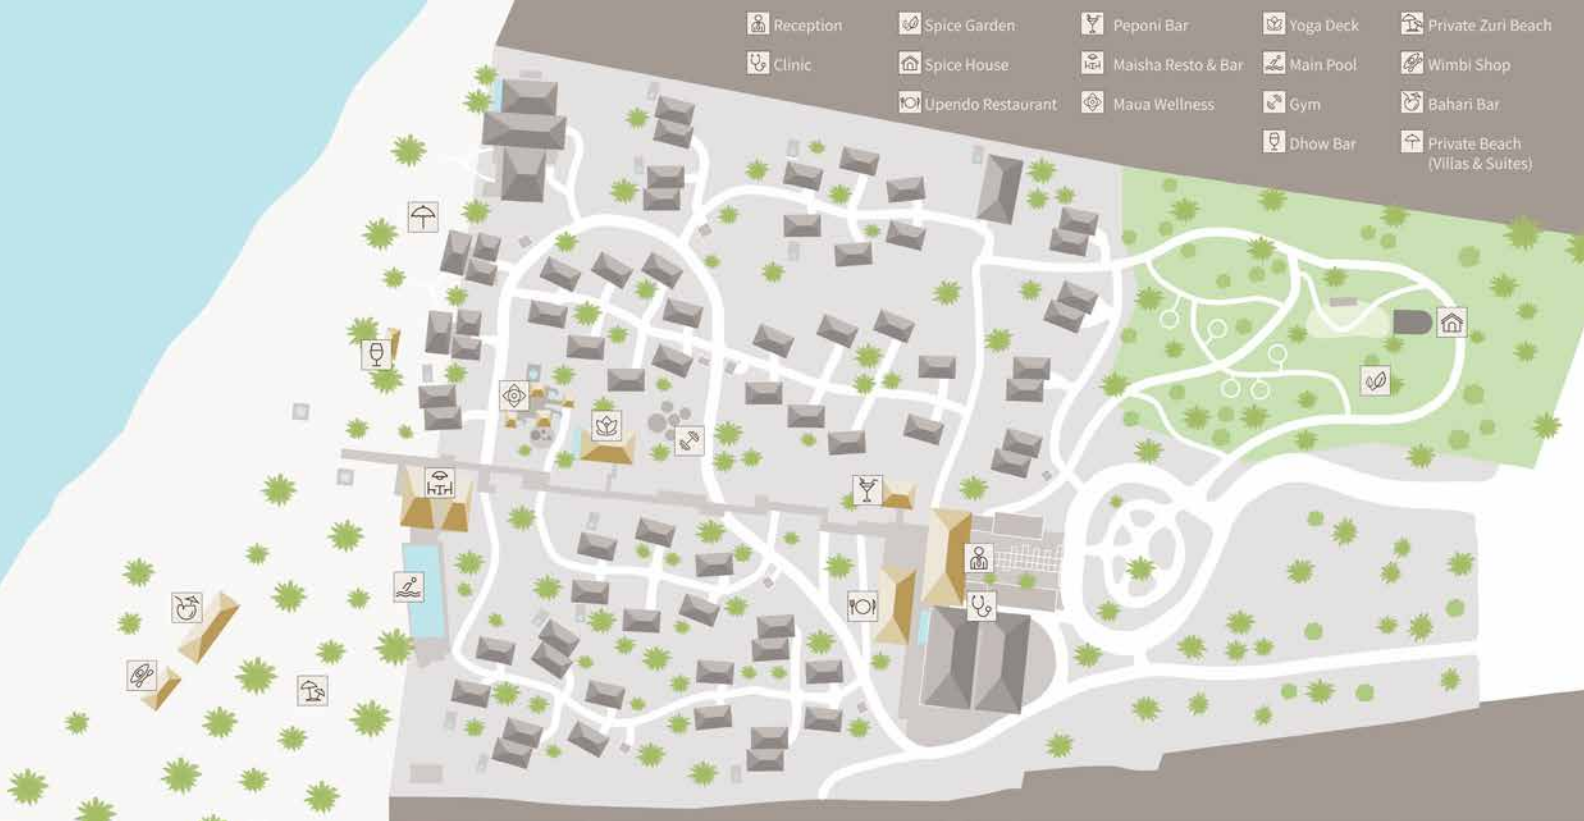 Reception
Spice Garden
Peponi Bar
Yoga Deck
Private Zuri Beach
Clinic
Spice House
Maisha Resto & Bar
Main Pool
Wimbi Shop
Upendo Restaurant
Maua Wellness
Gym
Bahari Bar
Dhow Bar
Private Beach
(Villas & Suites)